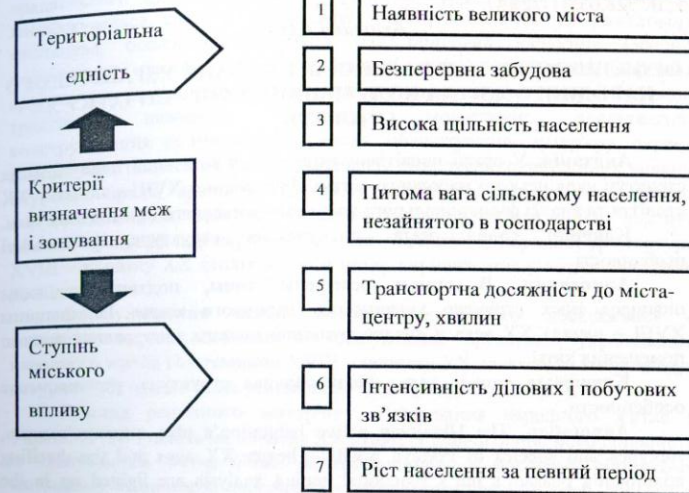 Територіальна
єдність
Критерії
визначення меж
і зонування
Ступінь
міського
впливу
1 Наявність великого міста
2 Безперервна забудова
3 Висока щільність населення
4 Питома вага сільському населення,
незанятого в господарстві
5 Транспортна досяжність до міста-
центру, хвилин
6 Інтенсивність ділових і побутових
зв’язків
7 Ріст населення за певний період